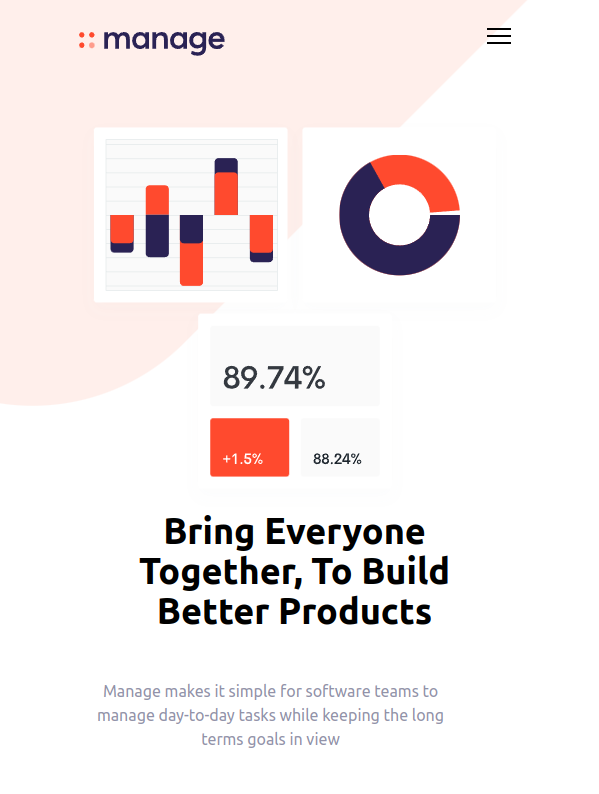 manage
89.74%
+1.5%
88.24%
Bring Everyone
Together, To Build
Better Products
Manage makes it simple for software teams to
manage day-to-day tasks while keeping the long
terms goals in view